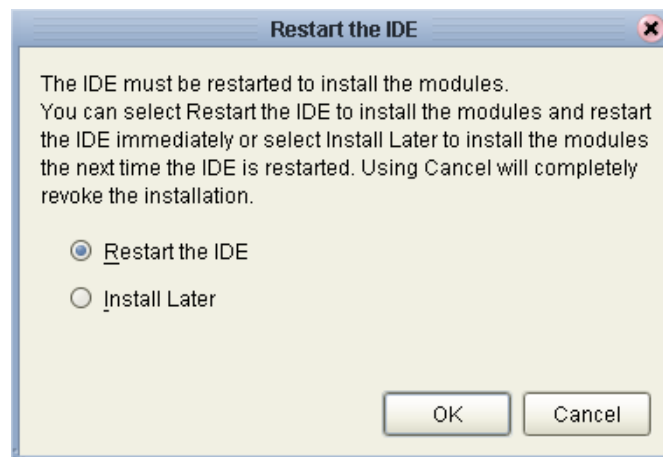 Restart the IDE
The IDE must be restarted to install the modules.
You can select Restart the IDE to install the modules and restart
the IDE immediately or select Install Later to install the modules
the next time the IDE is restarted. Using Cancel will completely
revoke the installation.
Restart the IDE
Install Later
OK Cancel